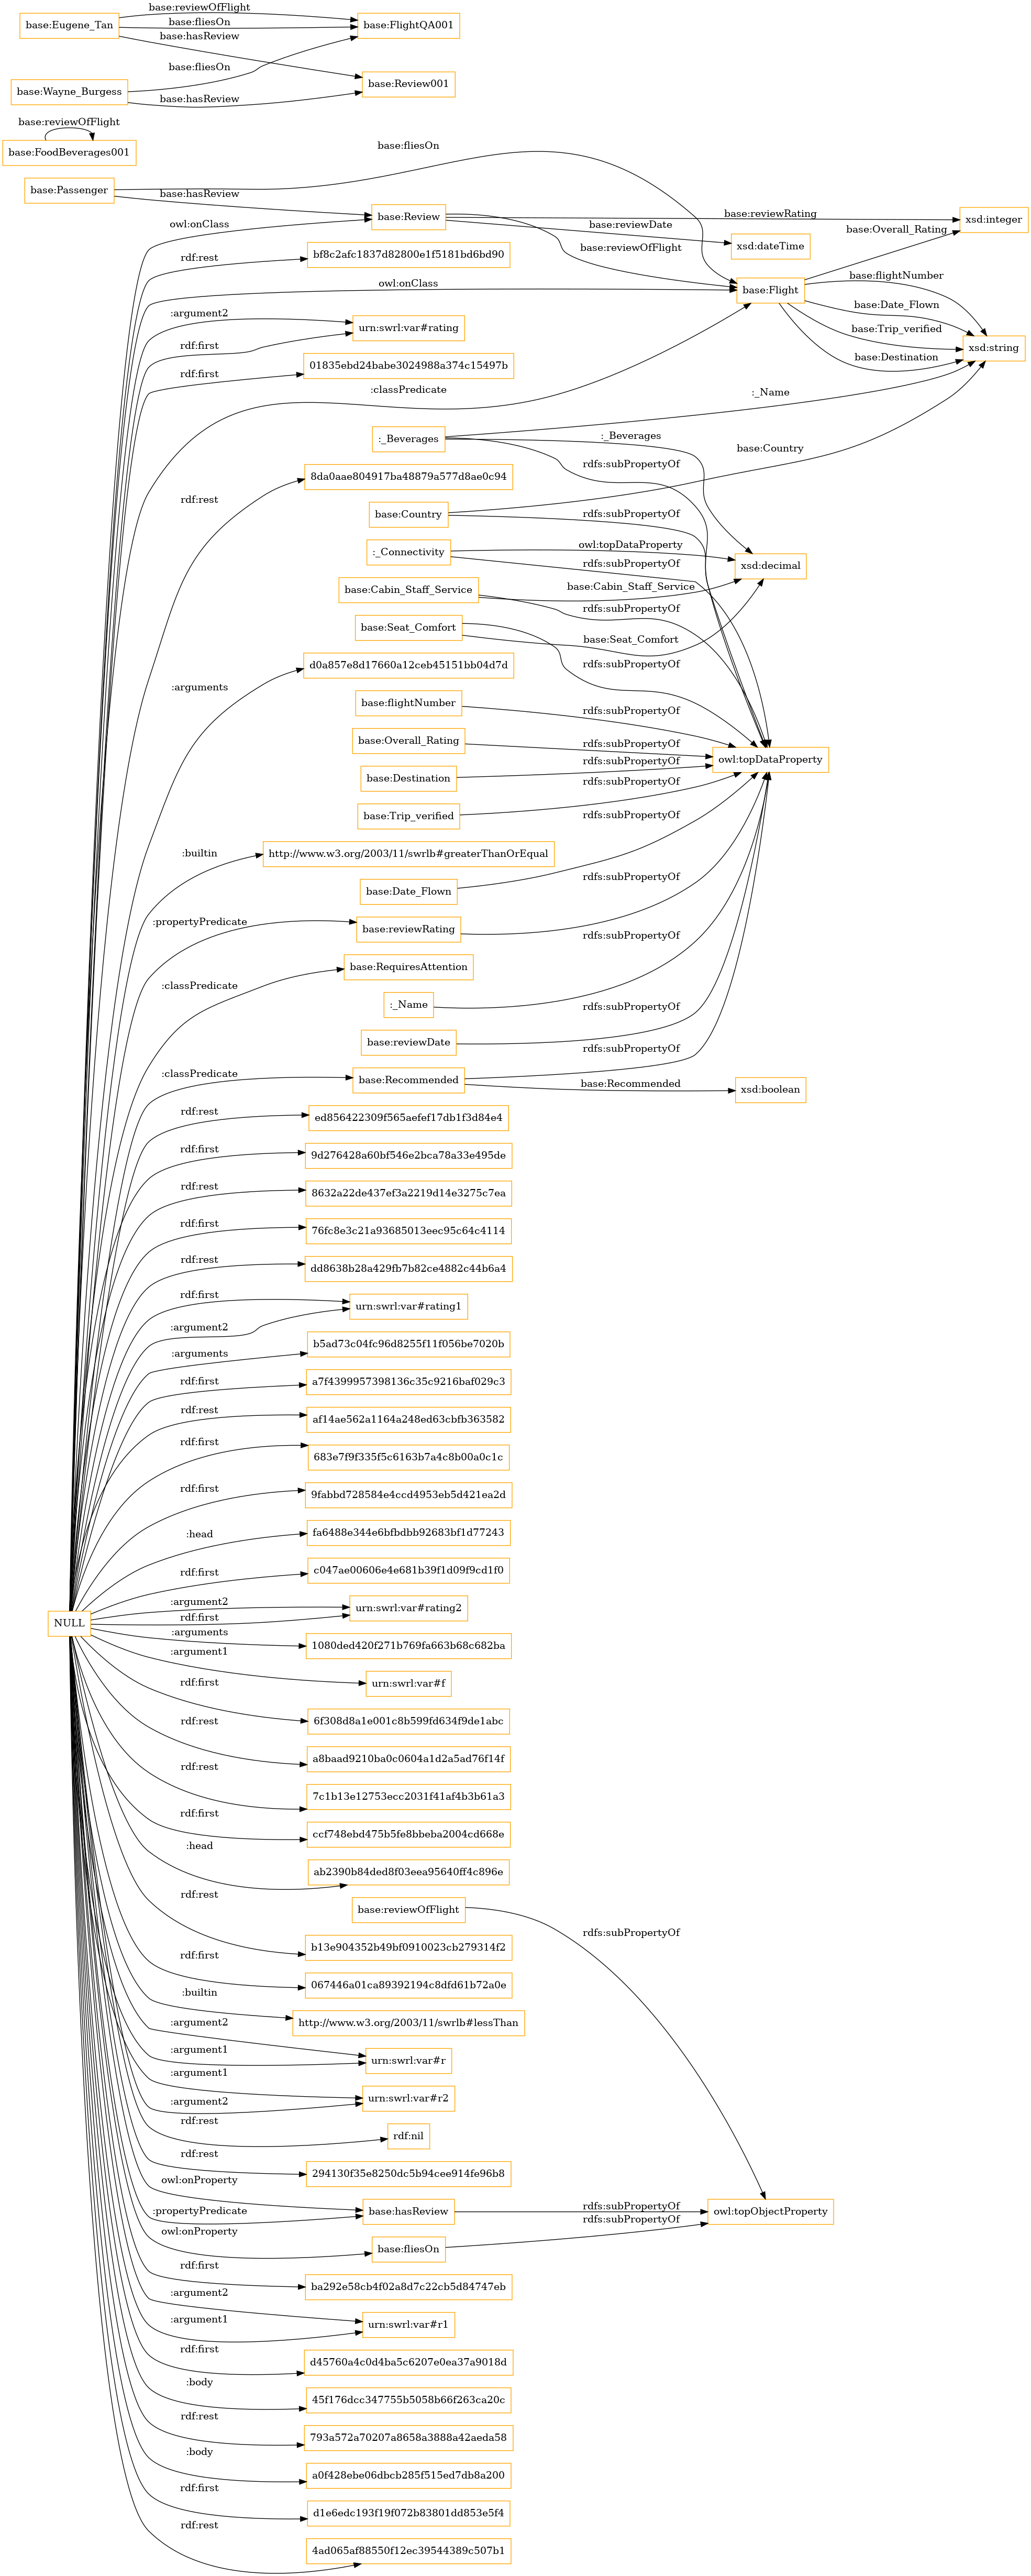 base:reviewOfFlight
base:Eugene_Tan
base:fliesOn
base:FlightQA001
base:hasReview
base:fliesOn
base:Review001
base:Wayne_Burgess
base:hasReview
base:reviewOfFlight
base:FoodBeverages001
base:fliesOn
base:Passenger
base:hasReview
base:Review
base:reviewRating
xsd:integer
owl:onClass
base:reviewDate
base:Overall_Rating
xsd:dateTime
base:reviewOfFlight
rdf:rest
bf8c2afc1837d82800e1f5181bd6bd90
base:flightNumber
owl:onClass
base:Flight
base:Date_Flown
:argument2
urn:swrl:var#rating
base:Trip_verified
rdf:first
xsd:string
base:Destination
rdf:first
01835ebd24babe3024988a374c15497b
:classPredicate
:_Name
:_Beverages
:_Beverages
base:Country
rdfs:subPropertyOf
rdf:rest
8da0aae804917ba48879a577d8ae0c94
base:Country
rdfs:subPropertyOf
:_Connectivity
owl:topDataProperty
rdfs:subPropertyOf
xsd:decimal
base:Cabin_Staff_Service
base:Cabin_Staff_Service
rdfs:subPropertyOf
base:Seat_Comfort
base:Seat_Comfort
rdfs:subPropertyOf
:arguments
d0a857e8d17660a12ceb45151bb04d7d
base:flightNumber
rdfs:subPropertyOf
base:Overall_Rating
rdfs:subPropertyOf
owl:topDataProperty
base:Destination
rdfs:subPropertyOf
rdfs:subPropertyOf
base:Trip_verified
rdfs:subPropertyOf
:builtin
http://www.w3.org/2003/11/swrlb#greaterThanOrEqual
base:Date_Flown
rdfs:subPropertyOf
:propertyPredicate
base:reviewRating
rdfs:subPropertyOf
:classPredicate
base:RequiresAttention
:_Name
rdfs:subPropertyOf
base:reviewDate
rdfs:subPropertyOf
:classPredicate
base:Recommended
base:Recommended
xsd:boolean
rdf:rest
ed856422309f565aefef17db1f3d84e4
rdf:first
9d276428a60bf546e2bca78a33e495de
rdf:rest
8632a22de437ef3a2219d14e3275c7ea
rdf:first
76fc8e3c21a93685013eec95c64c4114
rdf:rest
dd8638b28a429fb7b82ce4882c44b6a4
rdf:first
urn:swrl:var#rating1
:argument2
:arguments
b5ad73c04fc96d8255f11f056be7020b
rdf:first
a7f4399957398136c35c9216baf029c3
rdf:rest
af14ae562a1164a248ed63cbfb363582
rdf:first
683e7f9f335f5c6163b7a4c8b00a0c1c
rdf:first
9fabbd728584e4ccd4953eb5d421ea2d
:head
fa6488e344e6bfbdbb92683bf1d77243
rdf:first
c047ae00606e4e681b39f1d09f9cd1f0
NULL
:argument2
urn:swrl:var#rating2
rdf:first
:arguments
1080ded420f271b769fa663b68c682ba
:argument1
urn:swrl:var#f
rdf:first
6f308d8a1e001c8b599fd634f9de1abc
rdf:rest
a8baad9210ba0c0604a1d2a5ad76f14f
rdf:rest
7c1b13e12753ecc2031f41af4b3b61a3
rdf:first
ccf748ebd475b5fe8bbeba2004cd668e
:head
ab2390b84ded8f03eea95640ff4c896e
base:reviewOfFlight
rdfs:subPropertyOf
rdf:rest
b13e904352b49bf0910023cb279314f2
rdf:first
067446a01ca89392194c8dfd61b72a0e
:builtin
http://www.w3.org/2003/11/swrlb#lessThan
:argument2
urn:swrl:var#r
:argument1
:argument1
urn:swrl:var#r2
:argument2
rdf:rest
rdf:nil
rdf:rest
294130f35e8250dc5b94cee914fe96b8
owl:onProperty
base:hasReview
rdfs:subPropertyOf
owl:topObjectProperty
:propertyPredicate
rdfs:subPropertyOf
owl:onProperty
base:fliesOn
rdf:first
ba292e58cb4f02a8d7c22cb5d84747eb
:argument2
urn:swrl:var#r1
:argument1
rdf:first
d45760a4c0d4ba5c6207e0ea37a9018d
:body
45f176dcc347755b5058b66f263ca20c
rdf:rest
793a572a70207a8658a3888a42aeda58
:body
a0f428ebe06dbcb285f515ed7db8a200
rdf:first
d1e6edc193f19f072b83801dd853e5f4
rdf:rest
4ad065af88550f12ec39544389c507b1